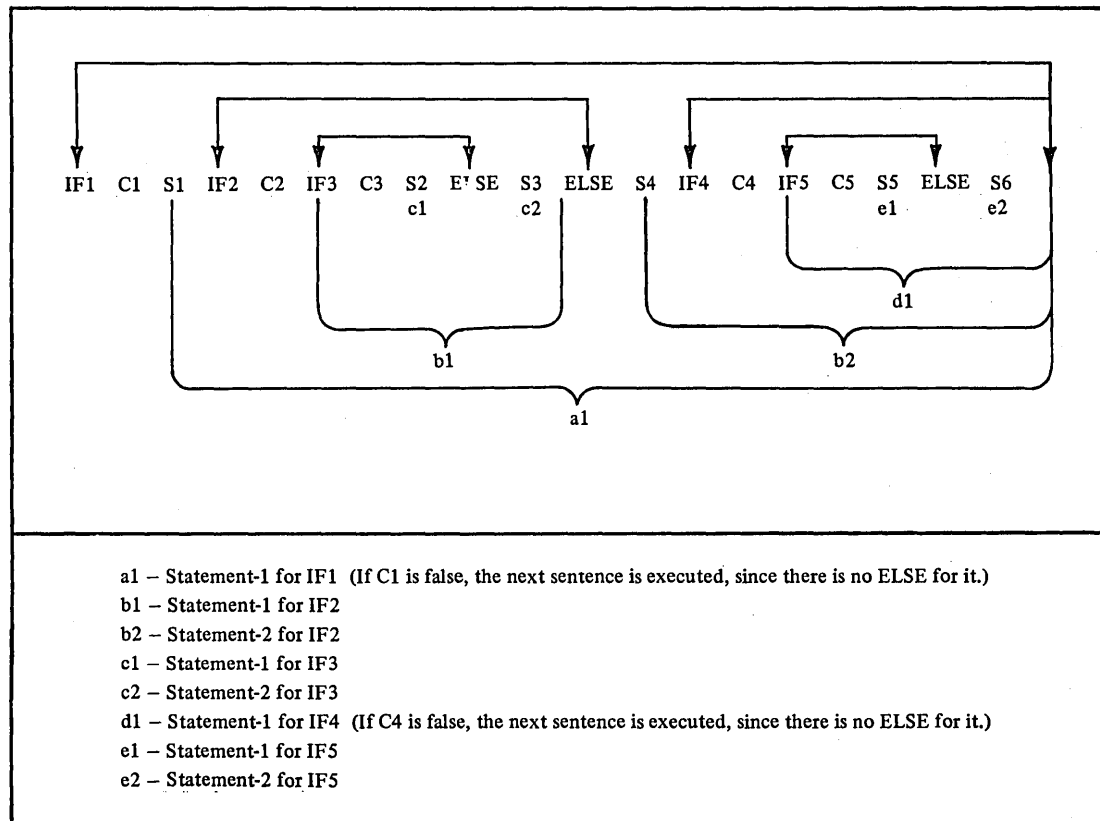 IF1 C1 S1 IF2 C2 IF3 C3 S2 ELSE S3 ELSE S4 IF4 C4 IF5 C5 S5 ELSE S6
c1 c2 e1 e2
d1
b1 b2
a1
a1 – Statement-1 for IF1 (If C1 is false, the next sentence is executed, since there is no ELSE for it.)
b1 – Statement-1 for IF2
b2 – Statement-2 for IF2
c1 – Statement-1 for IF3
c2 – Statement-2 for IF3
d1 – Statement-1 for IF4 (If C4 is false, the next sentence is executed, since there is no ELSE for it.)
e1 – Statement-1 for IF5
e2 – Statement-2 for IF5